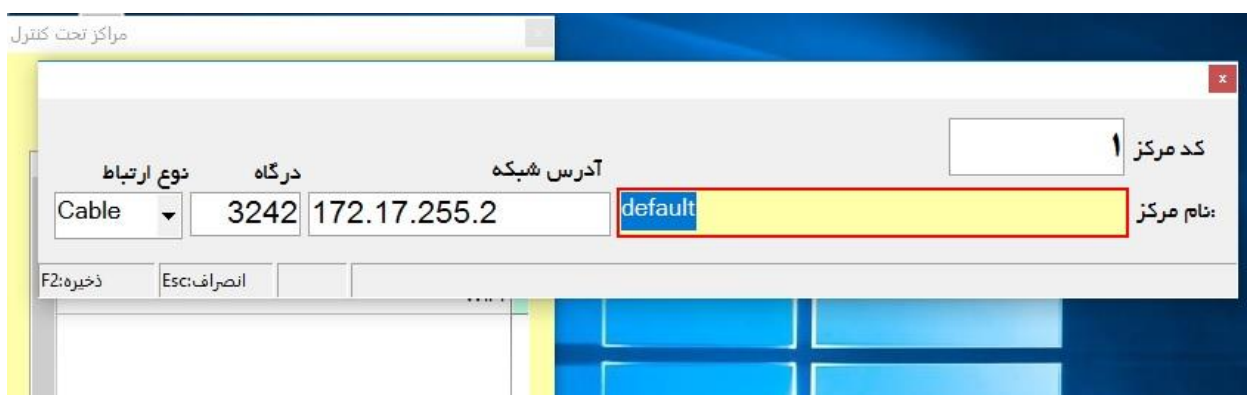 مراکز تحت کنترل
x
کد مرکز ۱
آدرس شبکه درگاه نوع ارتباط
نام مرکز: default 172.17.255.2 3242 Cable
ذخیره:F2 انصراف:Esc